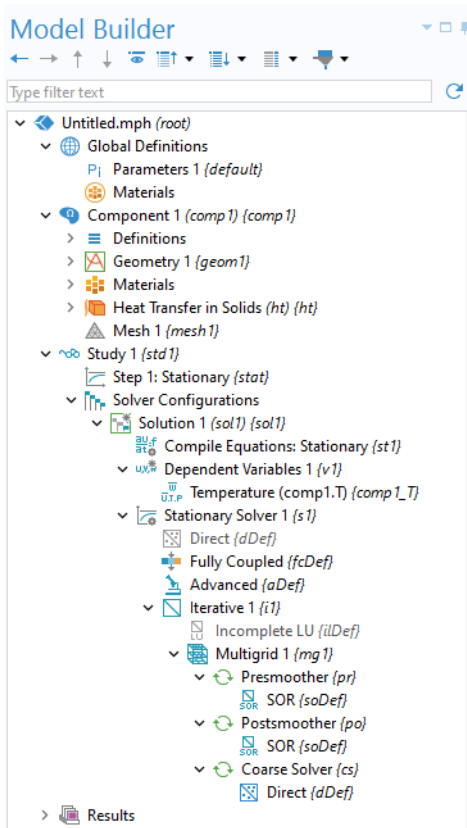 Model Builder
Type filter text
Untitled.mph (root)
Global Definitions
Pi Parameters 1 {default}
Materials
Component 1 (comp1) {comp1}
Definitions
Geometry 1 {geom1}
Materials
Heat Transfer in Solids (ht) {ht}
Mesh 1 {mesh1}
Study 1 {std1}
Step 1: Stationary {stat}
Solver Configurations
Solution 1 (sol1) {sol1}
Compile Equations: Stationary {st1}
u,v,w Dependent Variables 1 {v1}
Temperature (comp1.T) {comp1_T}
Stationary Solver 1 {s1}
Direct {dDef}
Fully Coupled {fcDef}
Advanced {aDef}
Iterative 1 {i1}
LU Incomplete LU {ilDef}
Multigrid 1 {mg1}
Presmoother {pr}
SOR SOR {soDef}
Postsmoother {po}
SOR SOR {soDef}
Coarse Solver {cs}
Direct {dDef}
Results